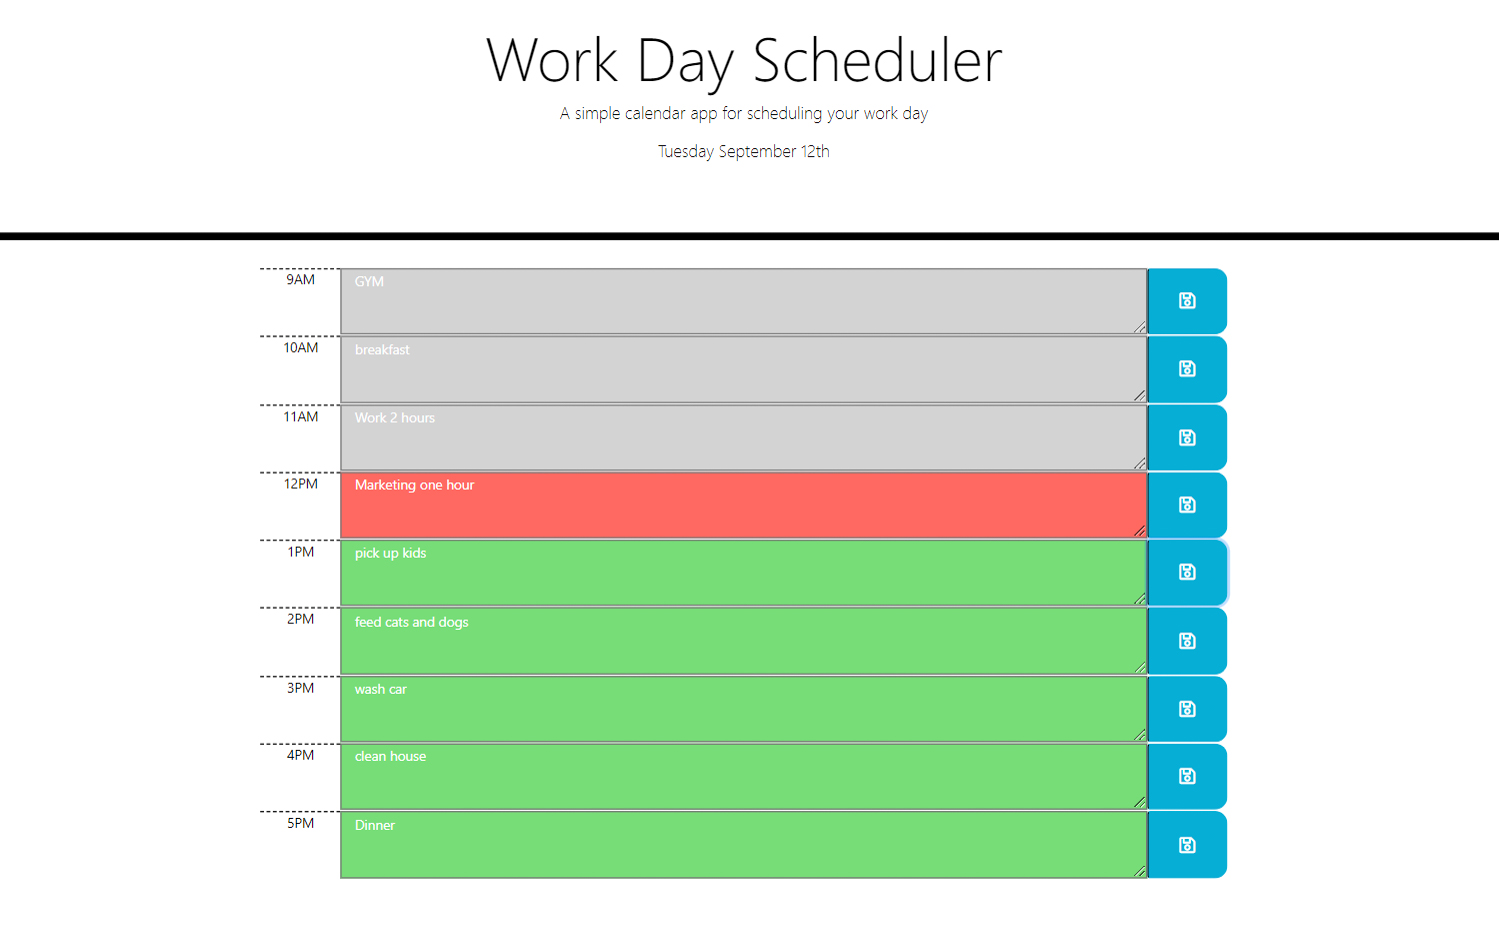 Work Day Scheduler
A simple calendar app for scheduling your work day
Tuesday September 12th
9AM GYM
10AM breakfast
11AM Work 2 hours
12PM Marketing one hour
1PM pick up kids
2PM feed cats and dogs
3PM wash car
4PM clean house
5PM Dinner